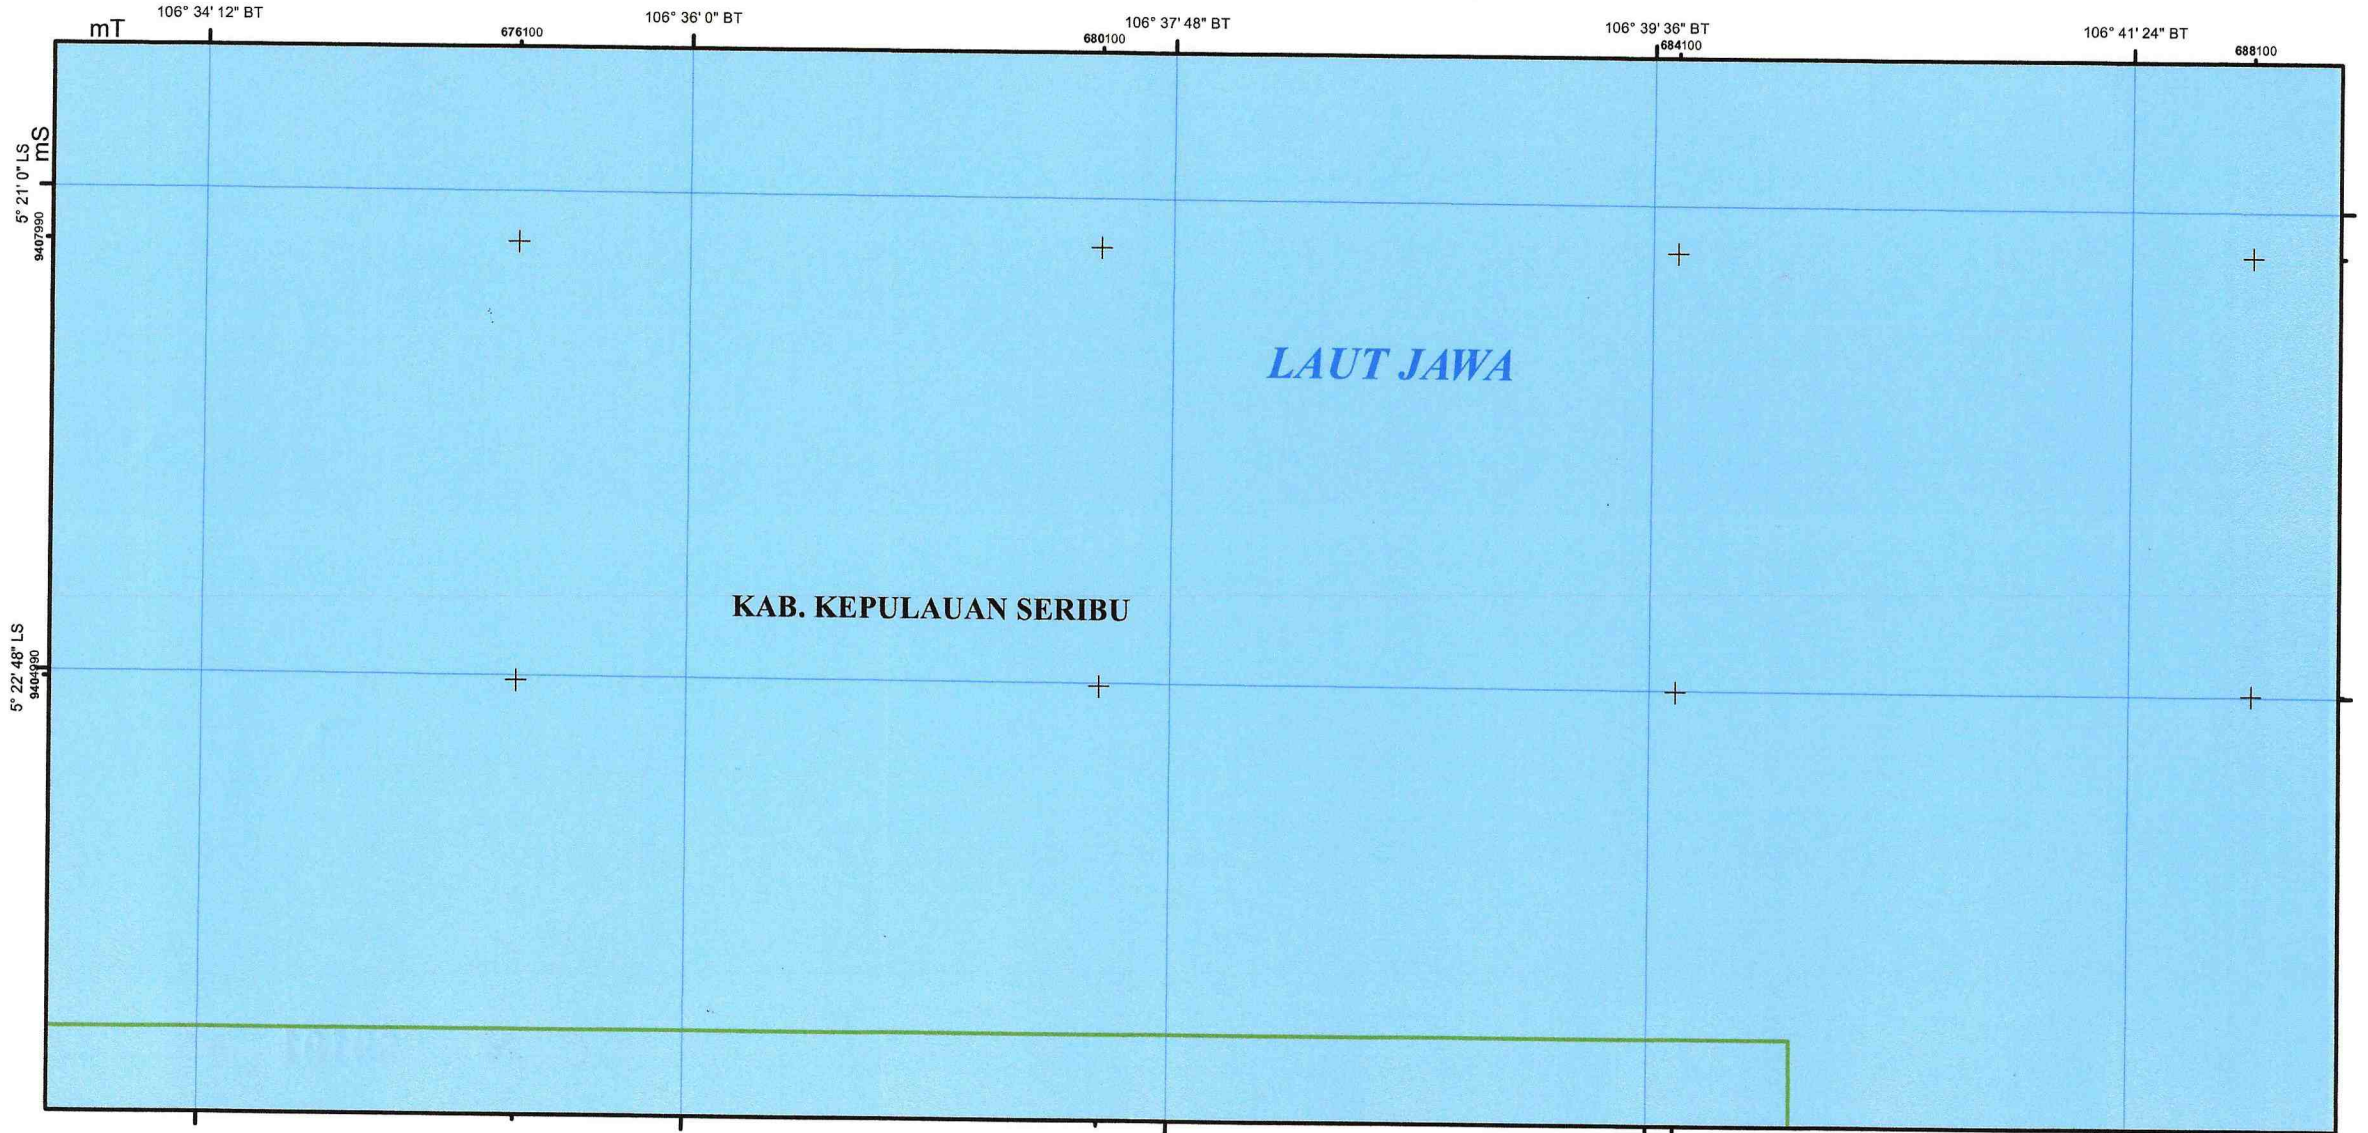 106° 34' 12" BT
106° 36' 0" BT
106° 37' 48" BT
106° 39' 36" BT
106° 41' 24" BT
mT
676100
680100
684100
688100
5° 21' 0" LS
mS
9407990
LAUT JAWA
KAB. KEPULAUAN SERIBU
5° 22' 48" LS
9404990